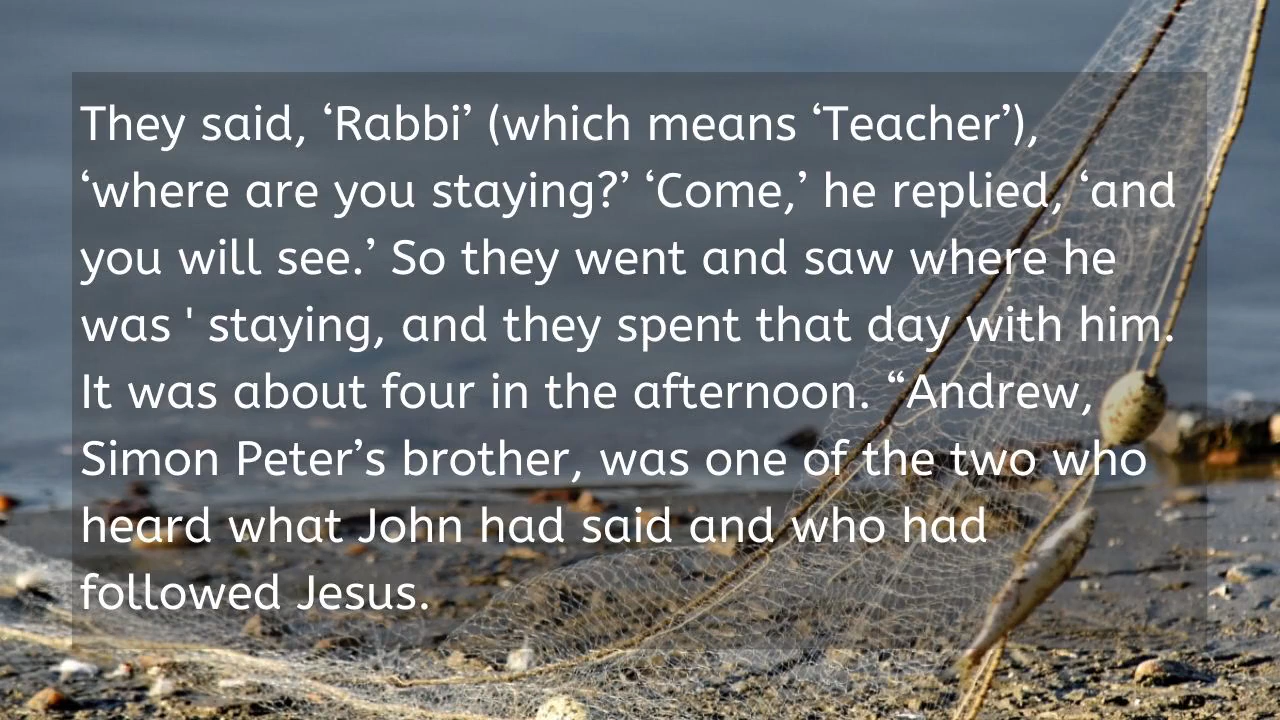 They said, ‘Rabbi’ (which means ‘Teacher’),
‘where are you staying?’ ‘Come,’ he replied, ‘and
you will see.’ So they went and saw where he
was ' staying, and they spent that day with him.
It was about four in the afternoon. “Andrew,
Simon Peter’s brother, was one of the two who
heard what John had said and who had
followed Jesus.